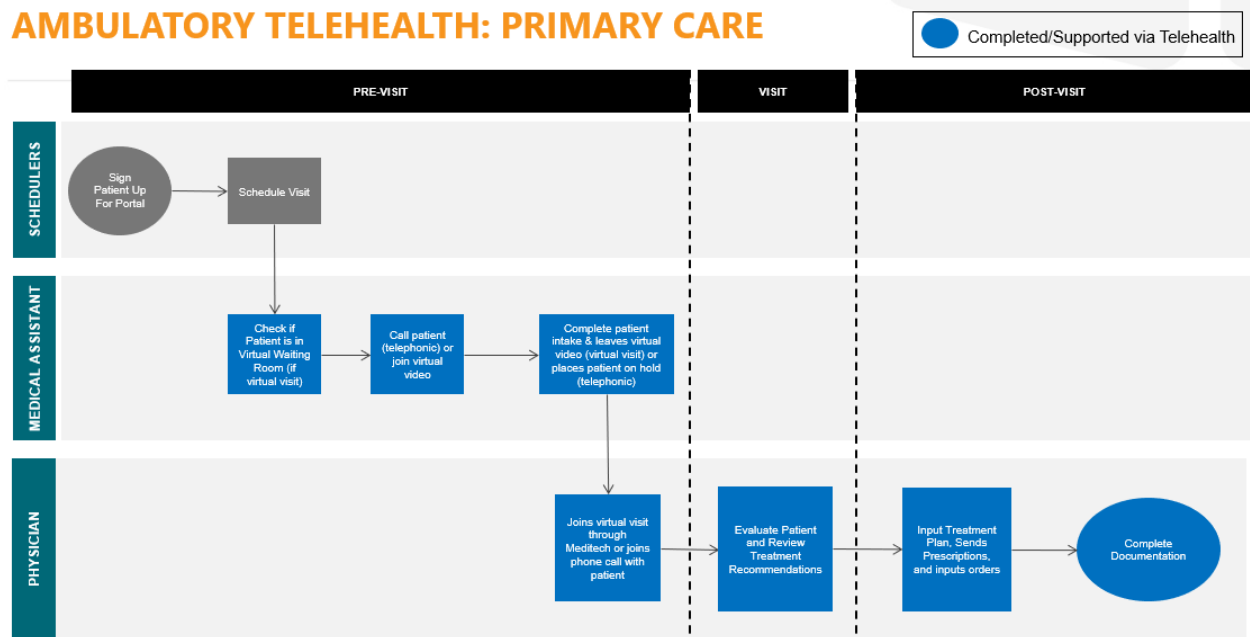 AMBULATORY TELEHEALTH: PRIMARY CARE
Completed/Supported via Telehealth
PRE-VISIT
VISIT
POST-VISIT
SCHEDULERS
Sign
Patient Up
For Portal
Schedule Visit
MEDICAL ASSISTANT
Check if
Patient is in
Virtual Waiting
Room (if
virtual visit)
Call patient
(telephonic) or
join virtual
video
Complete patient
intake & leaves virtual
video (virtual visit) or
places patient on hold
(telephonic)
PHYSICIAN
Joins virtual visit
through
Meditech or joins
phone call with
patient
Evaluate Patient
and Review
Treatment
Recommendations
Input Treatment
Plan, Sends
Prescriptions,
and inputs orders
Complete
Documentation